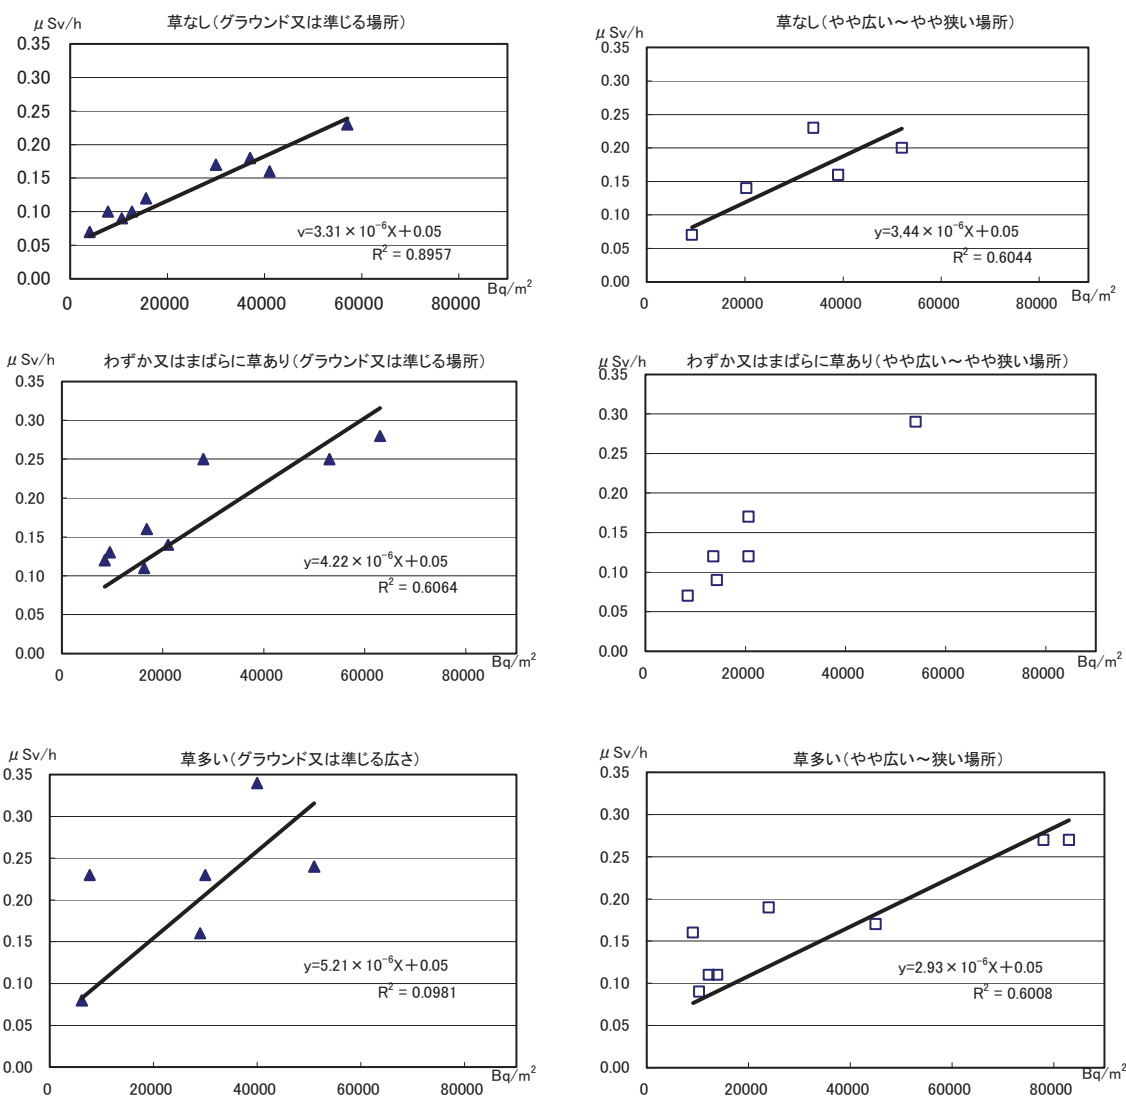 μSv/h
草なし(グラウンド又は準じる場所)
0.35
0.30
0.25
0.20
0.15
0.10
0.05
0.00
v=3.31×10⁻⁶X+0.05
R² = 0.8957
0 20000 40000 60000 80000
Bq/m²
μSv/h
草なし(やや広い~やや狭い場所)
0.35
0.30
0.25
0.20
0.15
0.10
0.05
0.00
y=3,44×10⁻⁶X+0.05
R² = 0.6044
0 20000 40000 60000 80000
Bq/m²
μSv/h
わずか又はまばらに草あり(グラウンド又は準じる場所)
0.35
0.30
0.25
0.20
0.15
0.10
0.05
0.00
y=4.22×10⁻⁶X+0.05
R² = 0.6064
0 20000 40000 60000 80000
Bq/m²
μSv/h
わずか又はまばらに草あり(やや広い~やや狭い場所)
0.35
0.30
0.25
0.20
0.15
0.10
0.05
0.00
0 20000 40000 60000 80000
Bq/m²
μSv/h
草多い(グラウンド又は準じる広さ)
0.35
0.30
0.25
0.20
0.15
0.10
0.05
0.00
y=5.21×10⁻⁶X+0.05
R² = 0.0981
0 20000 40000 60000 80000
Bq/m²
μSv/h
草多い(やや広い~狭い場所)
0.35
0.30
0.25
0.20
0.15
0.10
0.05
0.00
y=2.93×10⁻⁶X+0.05
R² = 0.6008
0 20000 40000 60000 80000
Bq/m²